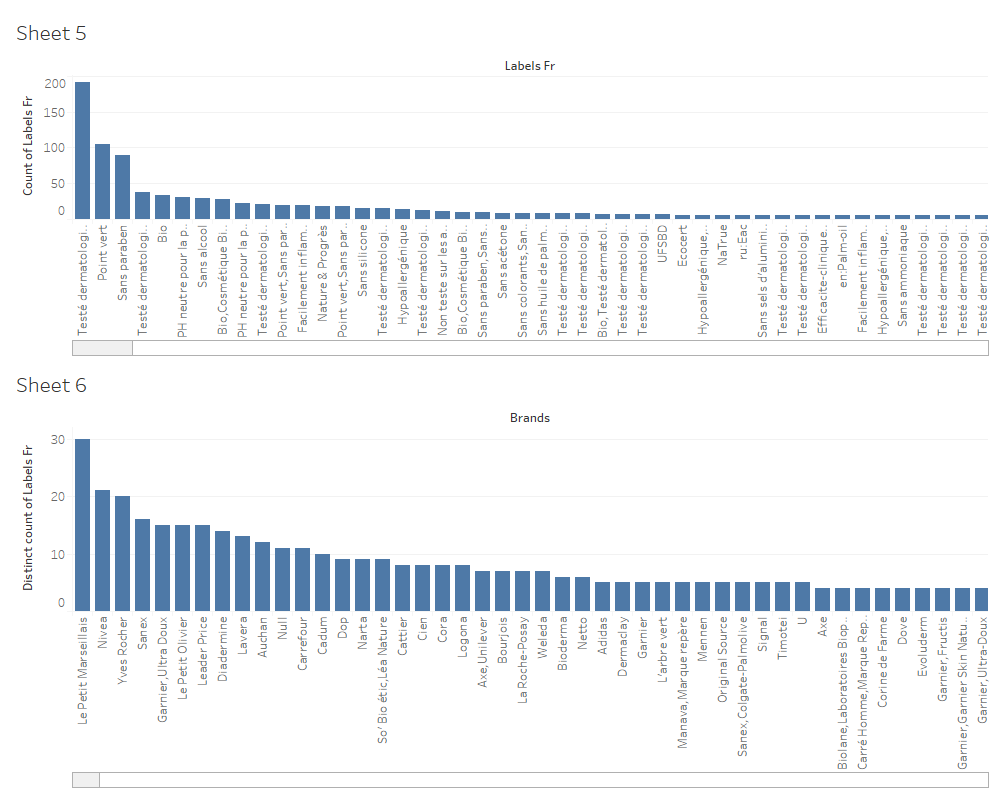 Sheet 5
Labels Fr
Count of Labels Fr
200
150
100
50
0
Testé dermatologi..
Point vert
Sans paraben
Testé dermatologi..
Bio
PH neutre pour la p..
Sans alcool
Bio,Cosmétique Bi..
PH neutre pour la p..
Testé dermatologi..
Point vert,Sans par..
Facilement inflam..
Nature & Progrès
Point vert,Sans par..
Sans silicone
Testé dermatologi..
Hypoallergénique
Testé dermatologi..
Non teste sur les a..
Bio,Cosmétique Bi..
Sans paraben,Sans..
Sans acétone
Sans colorants,San..
Sans huile de palm..
Testé dermatologi..
Testé dermatologi..
Bio,Testé dermatol..
Testé dermatologi..
Testé dermatologi..
UFSBD
Ecocert
Hypoallergénique,..
NaTrue
ru:Eac
Sans sels d'alumini..
Testé dermatologi..
Testé dermatologi..
Efficacite-clinique..
en:Palm-oil
Facilement inflam..
Hypoallergénique,..
Sans ammoniaque
Testé dermatologi..
Testé dermatologi..
Testé dermatologi..
Testé dermatologi..
Sheet 6
Brands
Distinct count of Labels Fr
30
20
10
0
Le Petit Marseillais
Nivea
Yves Rocher
Sanex
Garnier,Ultra Doux
Le Petit Olivier
Leader Price
Diadermine
Lavera
Auchan
Null
Carrefour
Cadum
Dop
Narta
So' Bio étic,Léa Nature
Cattier
Cien
Cora
Logona
Axe,Unilever
Bourjois
La Roche-Posay
Weleda
Bioderma
Netto
Adidas
Dermaclay
Garnier
L'arbre vert
Manava,Marque repère
Mennen
Original Source
Sanex,Colgate-Palmolive
Signal
Timotei
U
Axe
Biolane,Laboratoires Biop..
Carré Homme,Marque Rep..
Corine de Farme
Dove
Evoluderm
Garnier,Fructis
Garnier,Garnier Skin Natu..
Garnier,Ultra-Doux